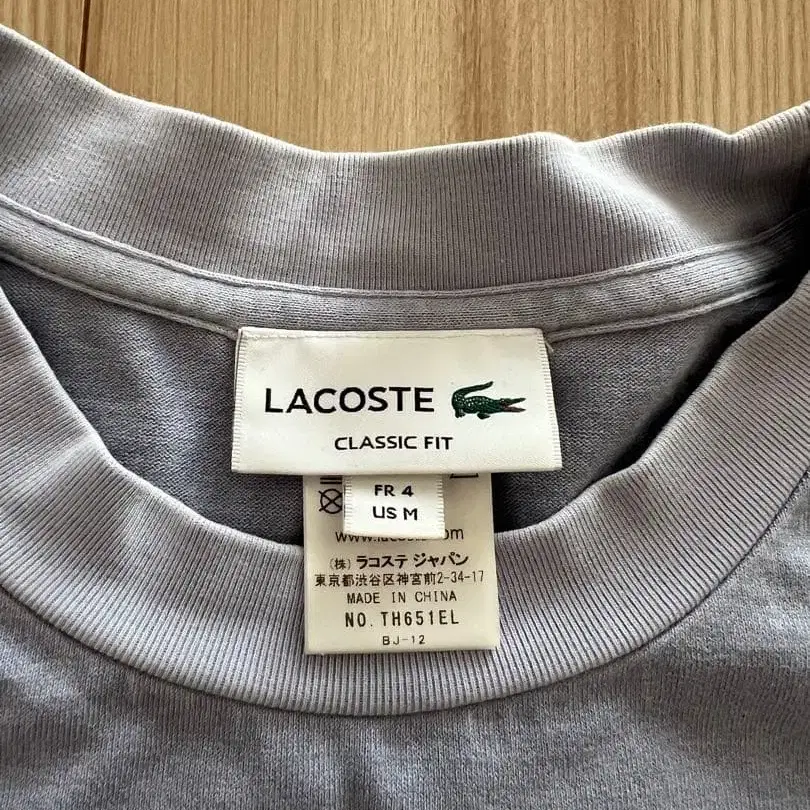 LACOSTE
CLASSIC FIT
FR 4
US M
(株) ラコステ ジャパン
東京都渋谷区神宮前2-34-17
MADE IN CHINA
NO. TH651EL
BJ-12